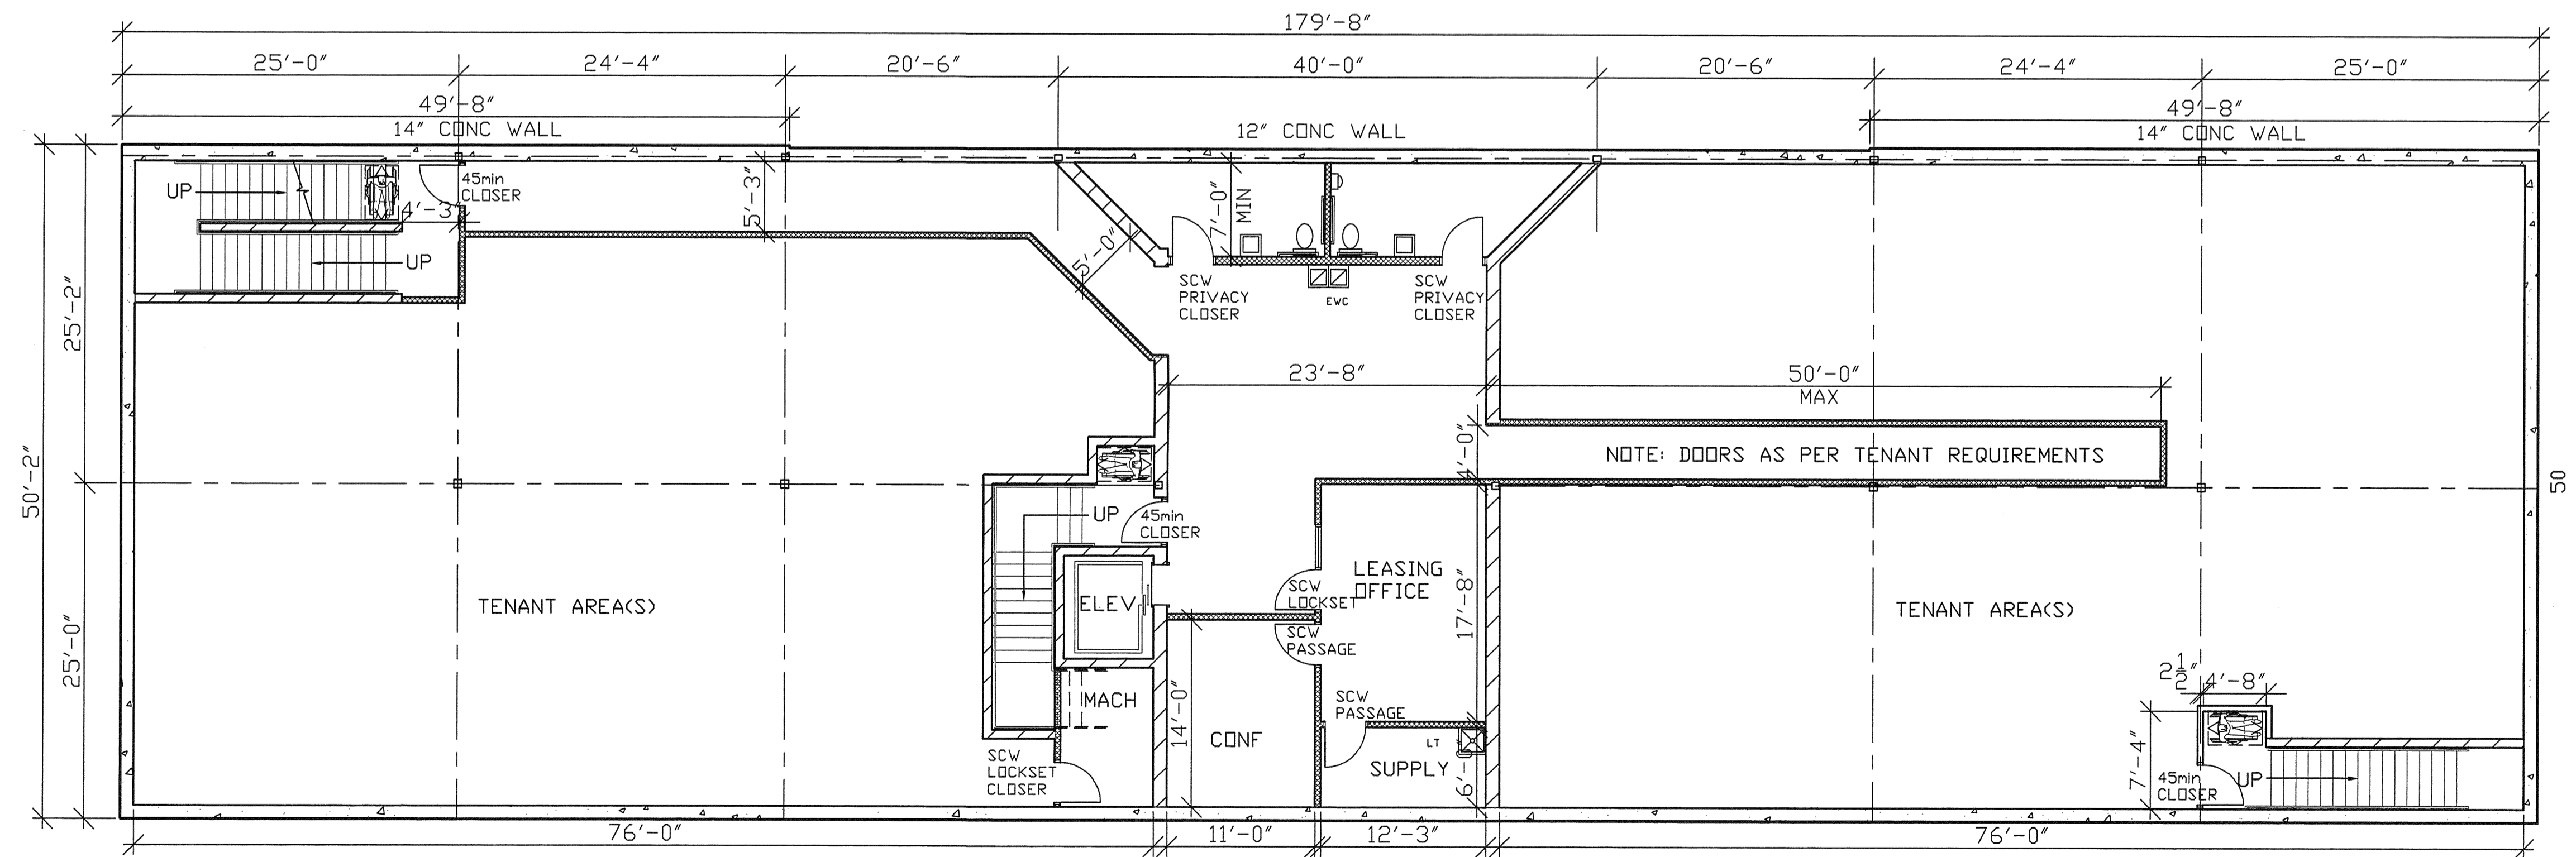 179'-8"
25'-0"
24'-4"
20'-6"
40'-0"
20'-6"
24'-4"
25'-0"
49'-8"
49'-8"
14" CONC WALL
12" CONC WALL
14" CONC WALL
UP
45min
CLOSER
4'-3"
5'-3"
7'-0"
MIN
UP
5'-0"
SCW
PRIVACY
CLOSER
EWC
SCW
PRIVACY
CLOSER
25'-2"
50'-2"
23'-8"
50'-0"
MAX
4'-0"
NOTE: DOORS AS PER TENANT REQUIREMENTS
50
UP
45min
CLOSER
ELEV
SCW
LOCKSET
LEASING
OFFICE
17'-8"
TENANT AREA(S)
TENANT AREA(S)
25'-0"
SCW
PASSAGE
MACH
14'-0"
CONF
SCW
PASSAGE
LT
SUPPLY
6'-
SCW
LOCKSET
CLOSER
2 1/2"
4'-8"
7'-4"
45min
CLOSER
UP
76'-0"
11'-0"
12'-3"
76'-0"